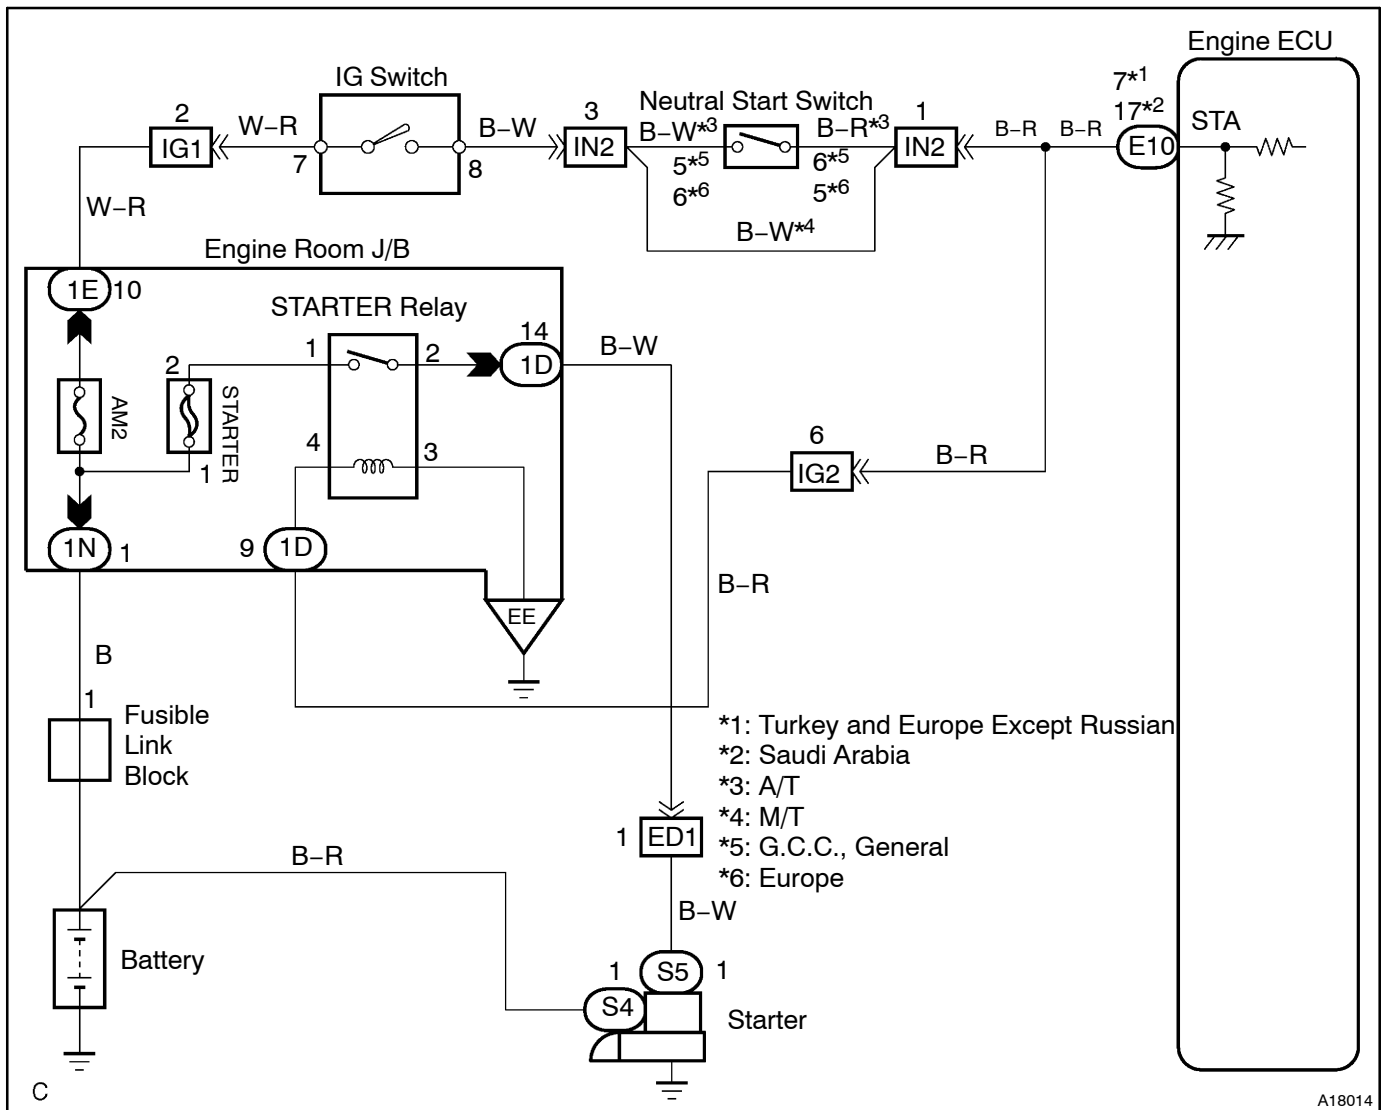 Engine ECU
IG Switch
7*1
17*2
STA
2
W–R
B–W
3
Neutral Start Switch
B–W*3
B–R*3
1
B–R
B–R
IG1
7
8
IN2
5*5
6*6
6*5
5*6
IN2
E10
B–W*4
W–R
Engine Room J/B
1E
10
STARTER Relay
14
1
2
1D
B–W
2
AM2
STARTER
1
4
3
6
IG2
B–R
1N
1
9
1D
EE
B–R
B
1
Fusible
Link
Block
*1: Turkey and Europe Except Russian
*2: Saudi Arabia
*3: A/T
*4: M/T
*5: G.C.C., General
*6: Europe
1
ED1
B–R
B–W
Battery
1
S5
1
S4
Starter
C
A18014